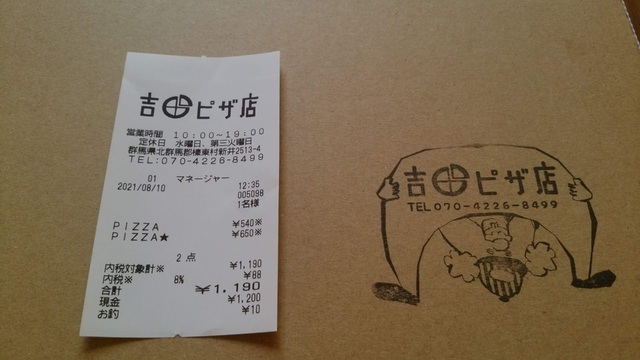 吉田ピザ店
営業時間 10:00~19:00
定休日 水曜日、第三火曜日
群馬県北群馬郡榛東村新井2513-4
TEL:070-4226-8499
01 マネージャー
2021/08/10 12:35
005098
1名様
PIZZA ¥540※
PIZZA★ ¥650※
2点
内税対象計※ ¥1,190
内税※ 8% ¥88
合計 ¥1,190
現金 ¥1,200
お釣 ¥10
吉田ピザ店
TEL 070-4226-8499